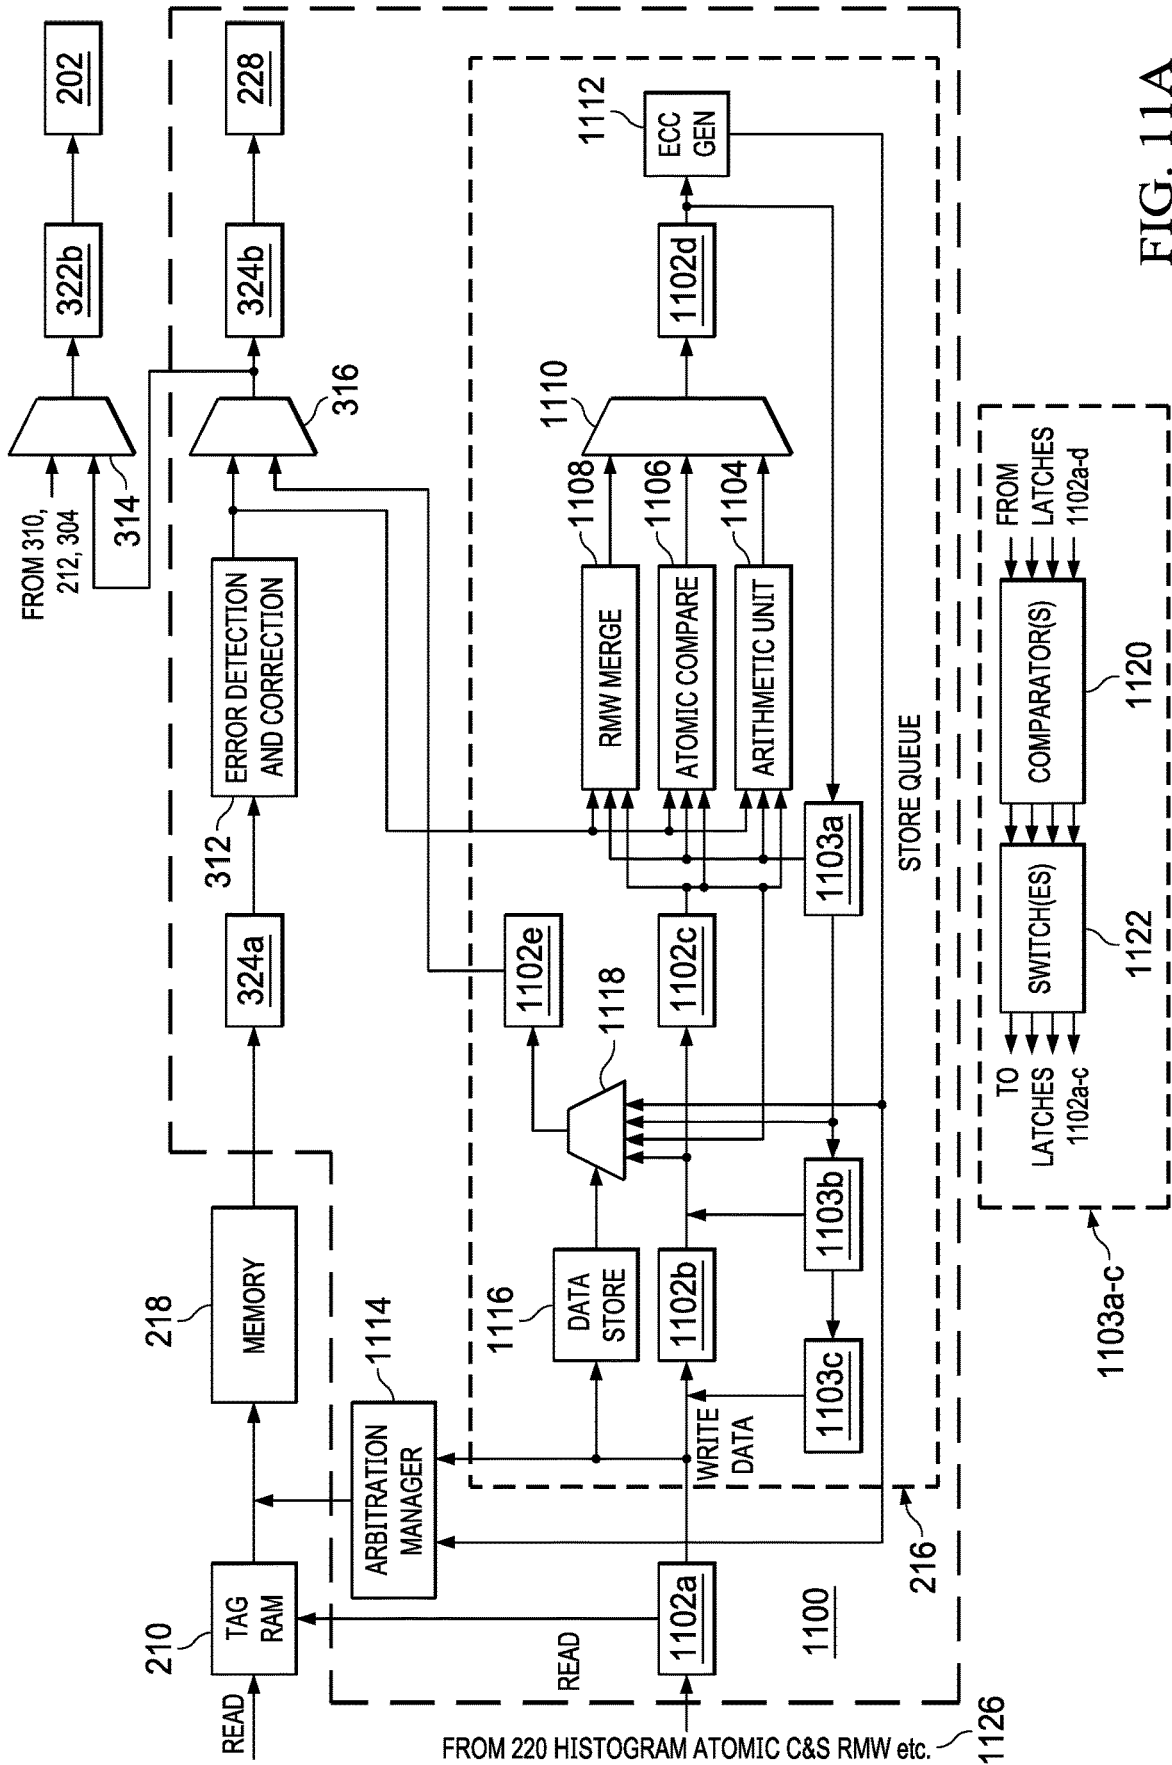 202
228
322b
324b
314
316
FROM 310,
212, 304
312
ERROR DETECTION
AND CORRECTION
324a
218
MEMORY
210
TAG
RAM
READ
1114
ARBITRATION
MANAGER
READ
1102a
FROM 220 HISTOGRAM ATOMIC C&S RMW etc.
1126
1100
216
WRITE
DATA
1116
DATA
STORE
1102b
1103c
1103b
1118
1102e
1102c
1103a
1108
RMW MERGE
1106
ATOMIC COMPARE
1104
ARITHMETIC UNIT
1110
1102d
1112
ECC
GEN
STORE QUEUE
FROM
LATCHES
1102a-d
COMPARATOR(S)
1120
SWITCH(ES)
1122
TO
LATCHES
1102a-c
1103a-c
FIG. 11A